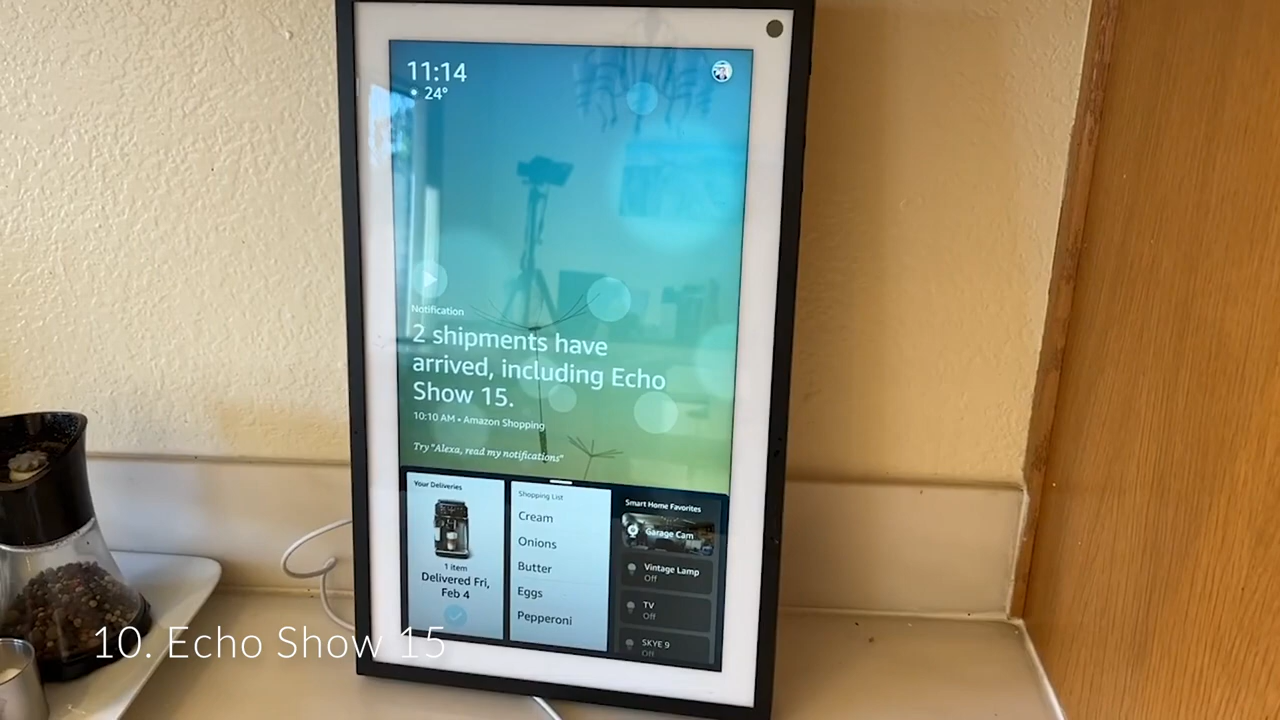 11:14
24°
Notification
2 shipments have
arrived, including Echo
Show 15.
10:10 AM • Amazon Shopping
Try "Alexa, read my notifications"
Your Deliveries
1 item
Delivered Fri,
Feb 4
Shopping List
Cream
Onions
Butter
Eggs
Pepperoni
Smart Home Favorites
Garage Cam
Vintage Lamp
Off
TV
Off
SKYE 9
Off
10. Echo Show 15